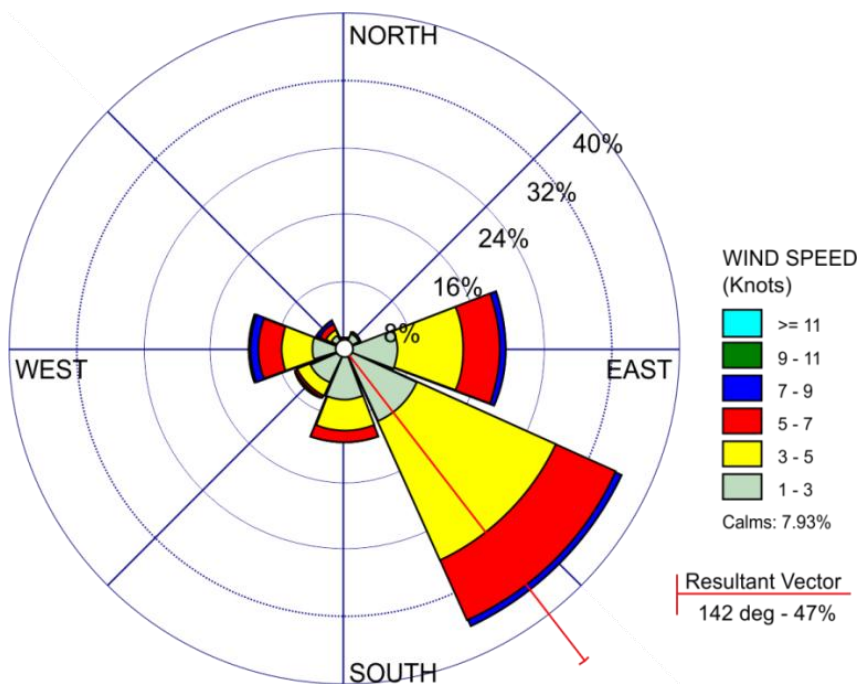 NORTH
40%
32%
24%
16%
8%
WEST
EAST
SOUTH
WIND SPEED
(Knots)
>= 11
9 - 11
7 - 9
5 - 7
3 - 5
1 - 3
Calms: 7.93%
Resultant Vector
142 deg - 47%